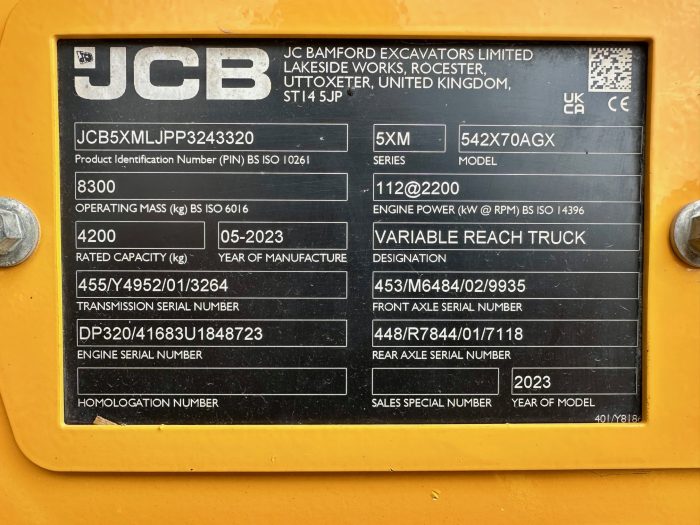 JCB
JC BAMFORD EXCAVATORS LIMITED
LAKESIDE WORKS, ROCESTER,
UTTOXETER, UNITED KINGDOM,
ST14 5JP
UK
CA CE
JCB5XMLJPP3243320 5XM 542X70AGX
Product Identification Number (PIN) BS ISO 10261 SERIES MODEL
8300 112@2200
OPERATING MASS (kg) BS ISO 6016 ENGINE POWER (kW @ RPM) BS ISO 14396
4200 05-2023 VARIABLE REACH TRUCK
RATED CAPACITY (kg) YEAR OF MANUFACTURE DESIGNATION
455/Y4952/01/3264 453/M6484/02/9935
TRANSMISSION SERIAL NUMBER FRONT AXLE SERIAL NUMBER
DP320/41683U1848723 448/R7844/01/7118
ENGINE SERIAL NUMBER REAR AXLE SERIAL NUMBER
2023
HOMOLOGATION NUMBER SALES SPECIAL NUMBER YEAR OF MODEL